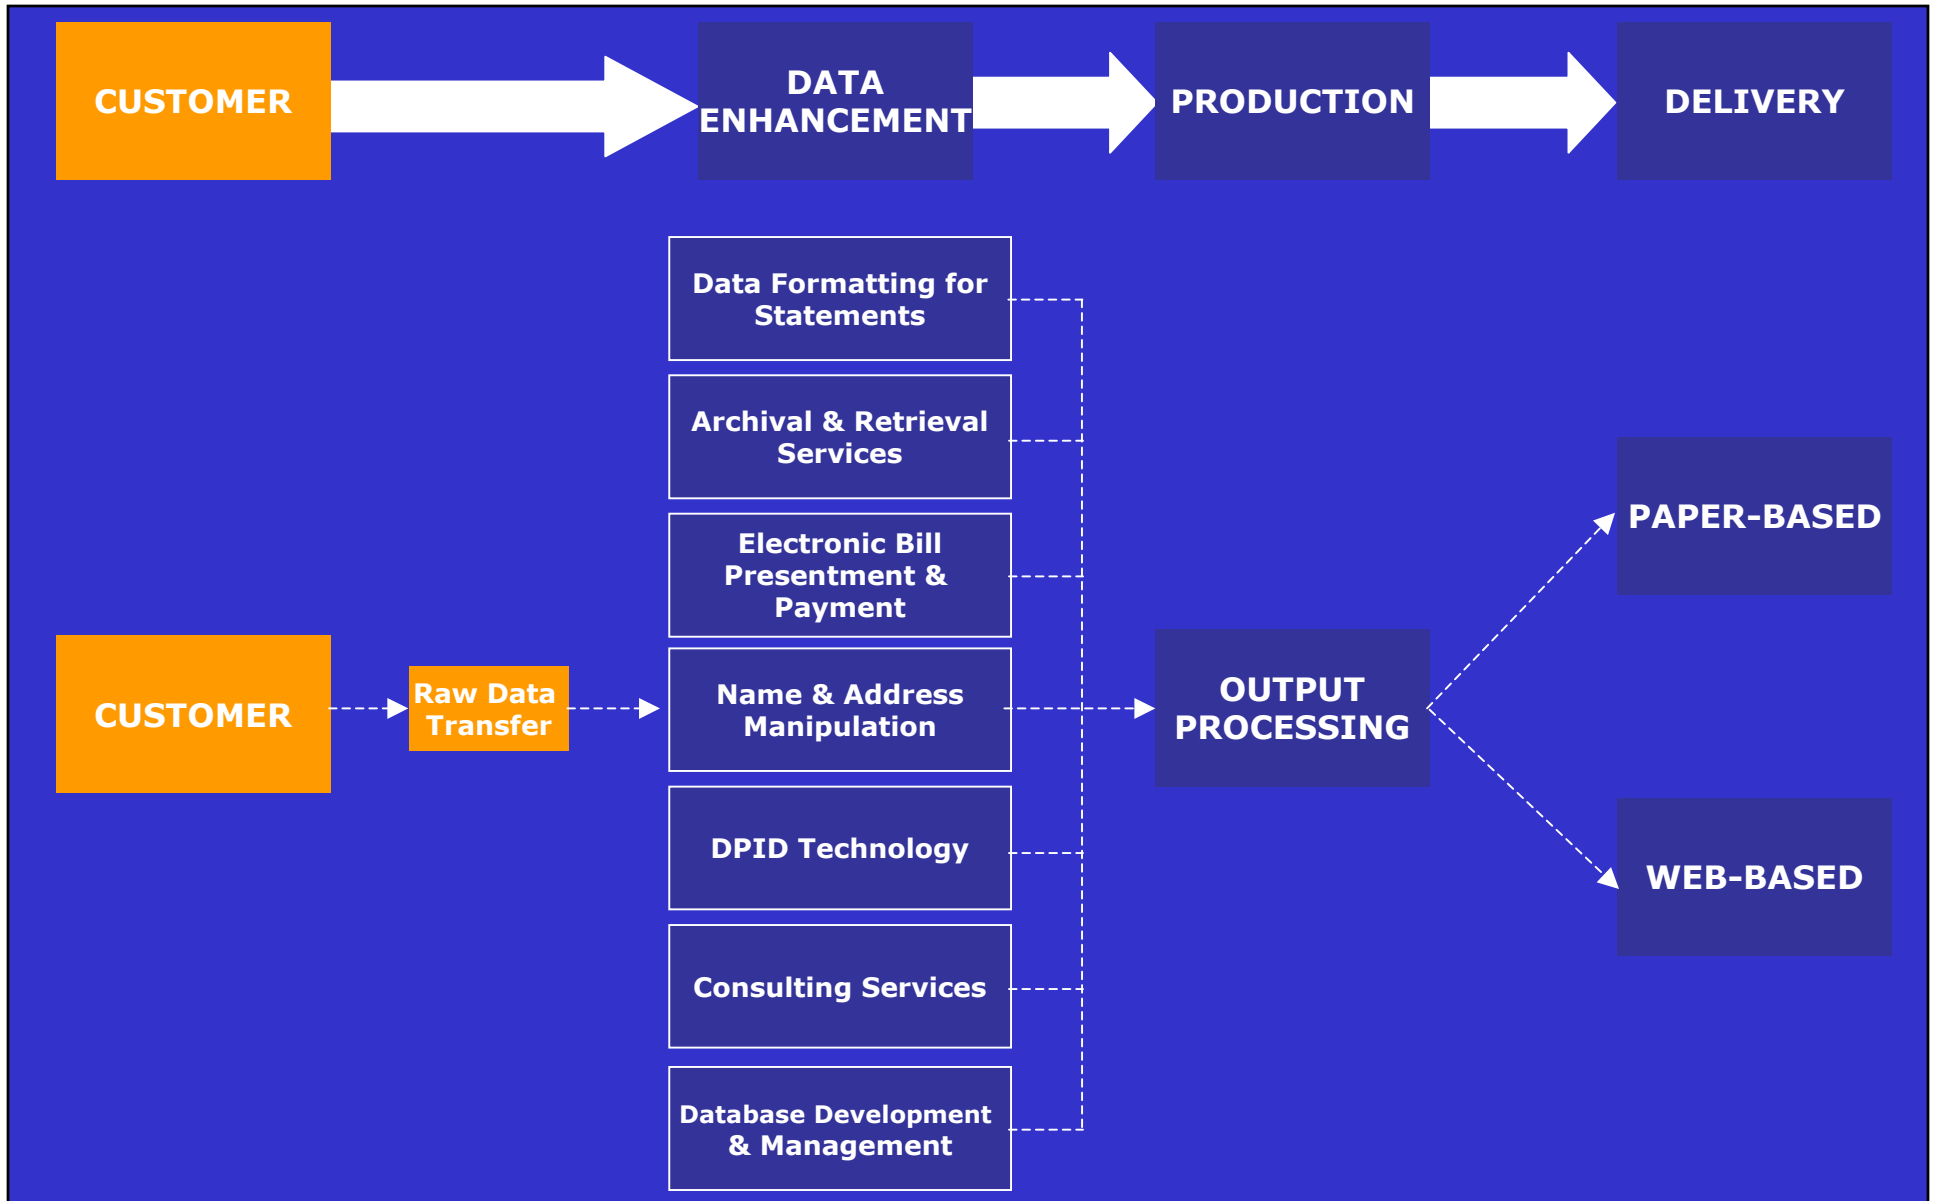 CUSTOMER
DATA
ENHANCEMENT
PRODUCTION
DELIVERY
Data Formatting for
Statements
Archival & Retrieval
Services
Electronic Bill
Presentment &
Payment
CUSTOMER
Raw Data
Transfer
Name & Address
Manipulation
DPID Technology
Consulting Services
Database Development
& Management
OUTPUT
PROCESSING
PAPER-BASED
WEB-BASED